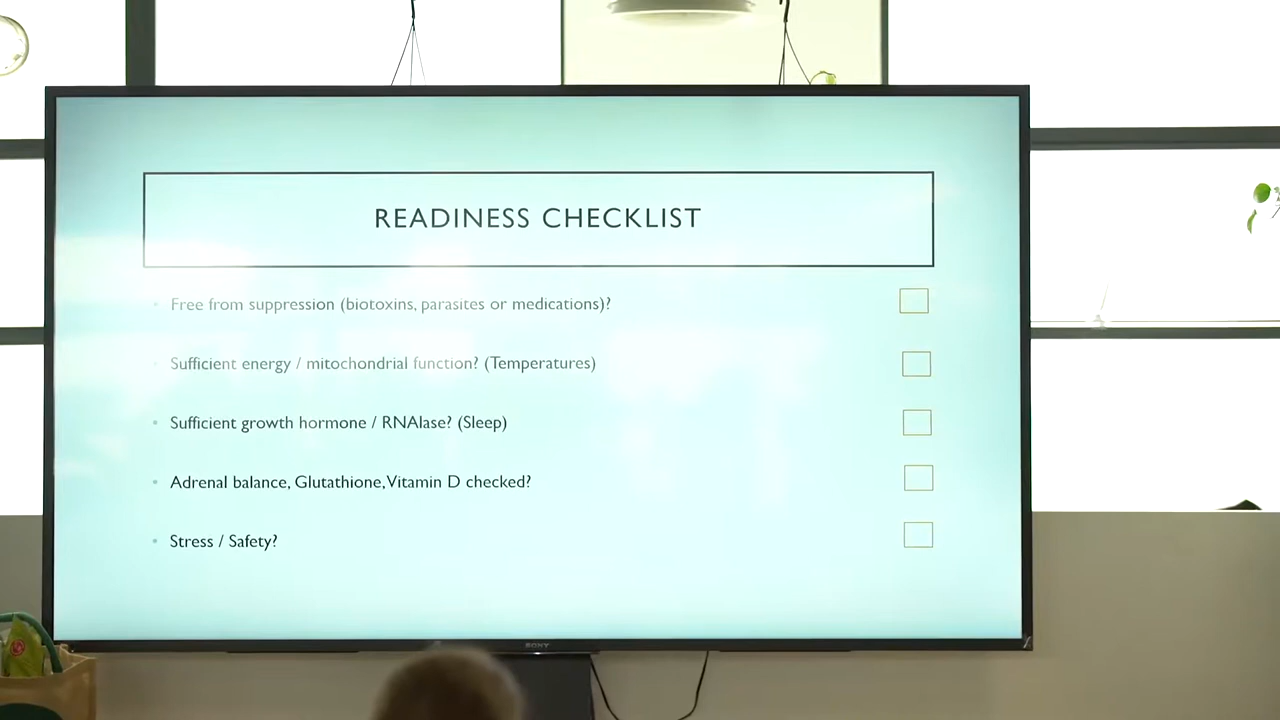 READINESS CHECKLIST
Free from suppression (biotoxins, parasites or medications)?
Sufficient energy / mitochondrial function? (Temperatures)
Sufficient growth hormone / RNAlase? (Sleep)
Adrenal balance, Glutathione, Vitamin D checked?
Stress / Safety?
SONY